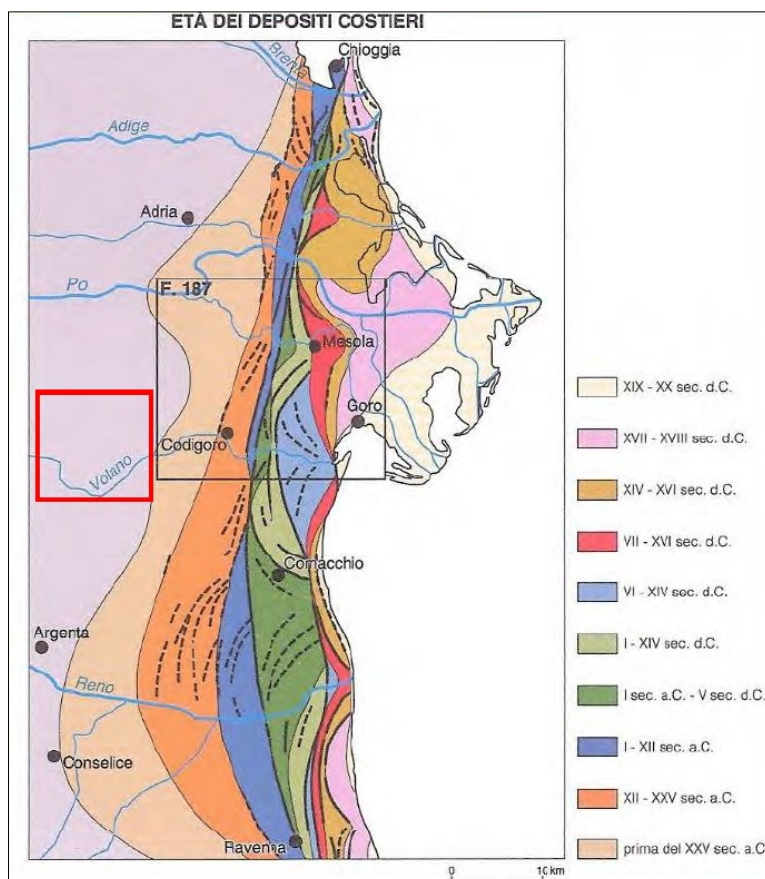 ETÀ DEI DEPOSITI COSTIERI
Chioggia
Brenta
Adige
Adria
Po
F. 187
Mesola
Goro
Codigoro
Volano
Comacchio
Argenta
Reno
Conselice
Ravenna
XIX - XX sec. d.C.
XVII - XVIII sec. d.C.
XIV - XVI sec. d.C.
VII - XVI sec. d.C.
VI - XIV sec. d.C.
I - XIV sec. d.C.
I sec. a.C. - V sec. d.C.
I - XII sec. a.C.
XII - XXV sec. a.C.
prima del XXV sec. a.C
0 10 km